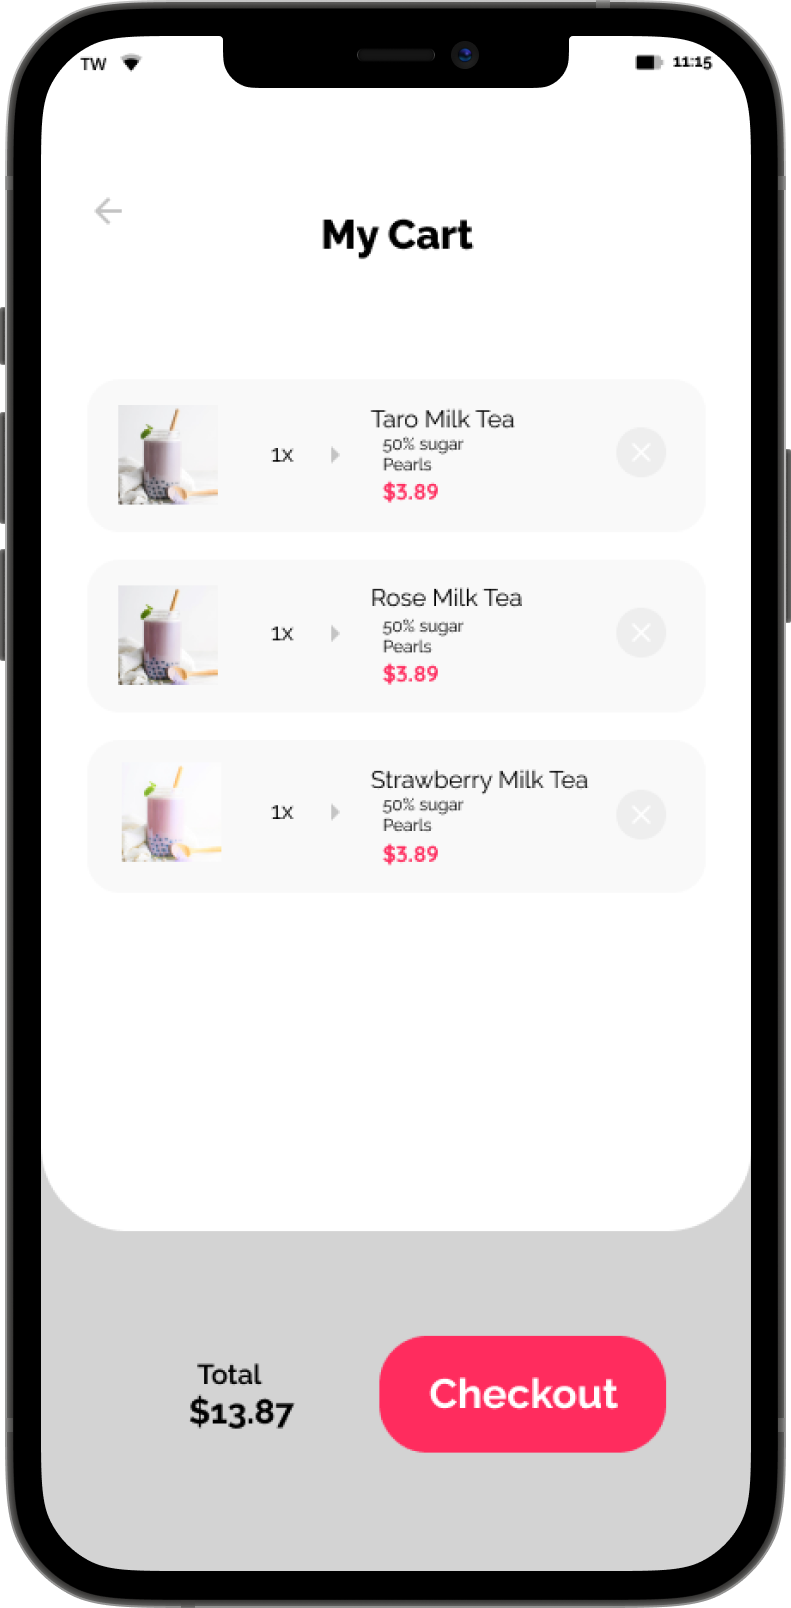 TW
11:15
My Cart
1x
Taro Milk Tea
50% sugar
Pearls
$3.89
1x
Rose Milk Tea
50% sugar
Pearls
$3.89
1x
Strawberry Milk Tea
50% sugar
Pearls
$3.89
Total
$13.87
Checkout